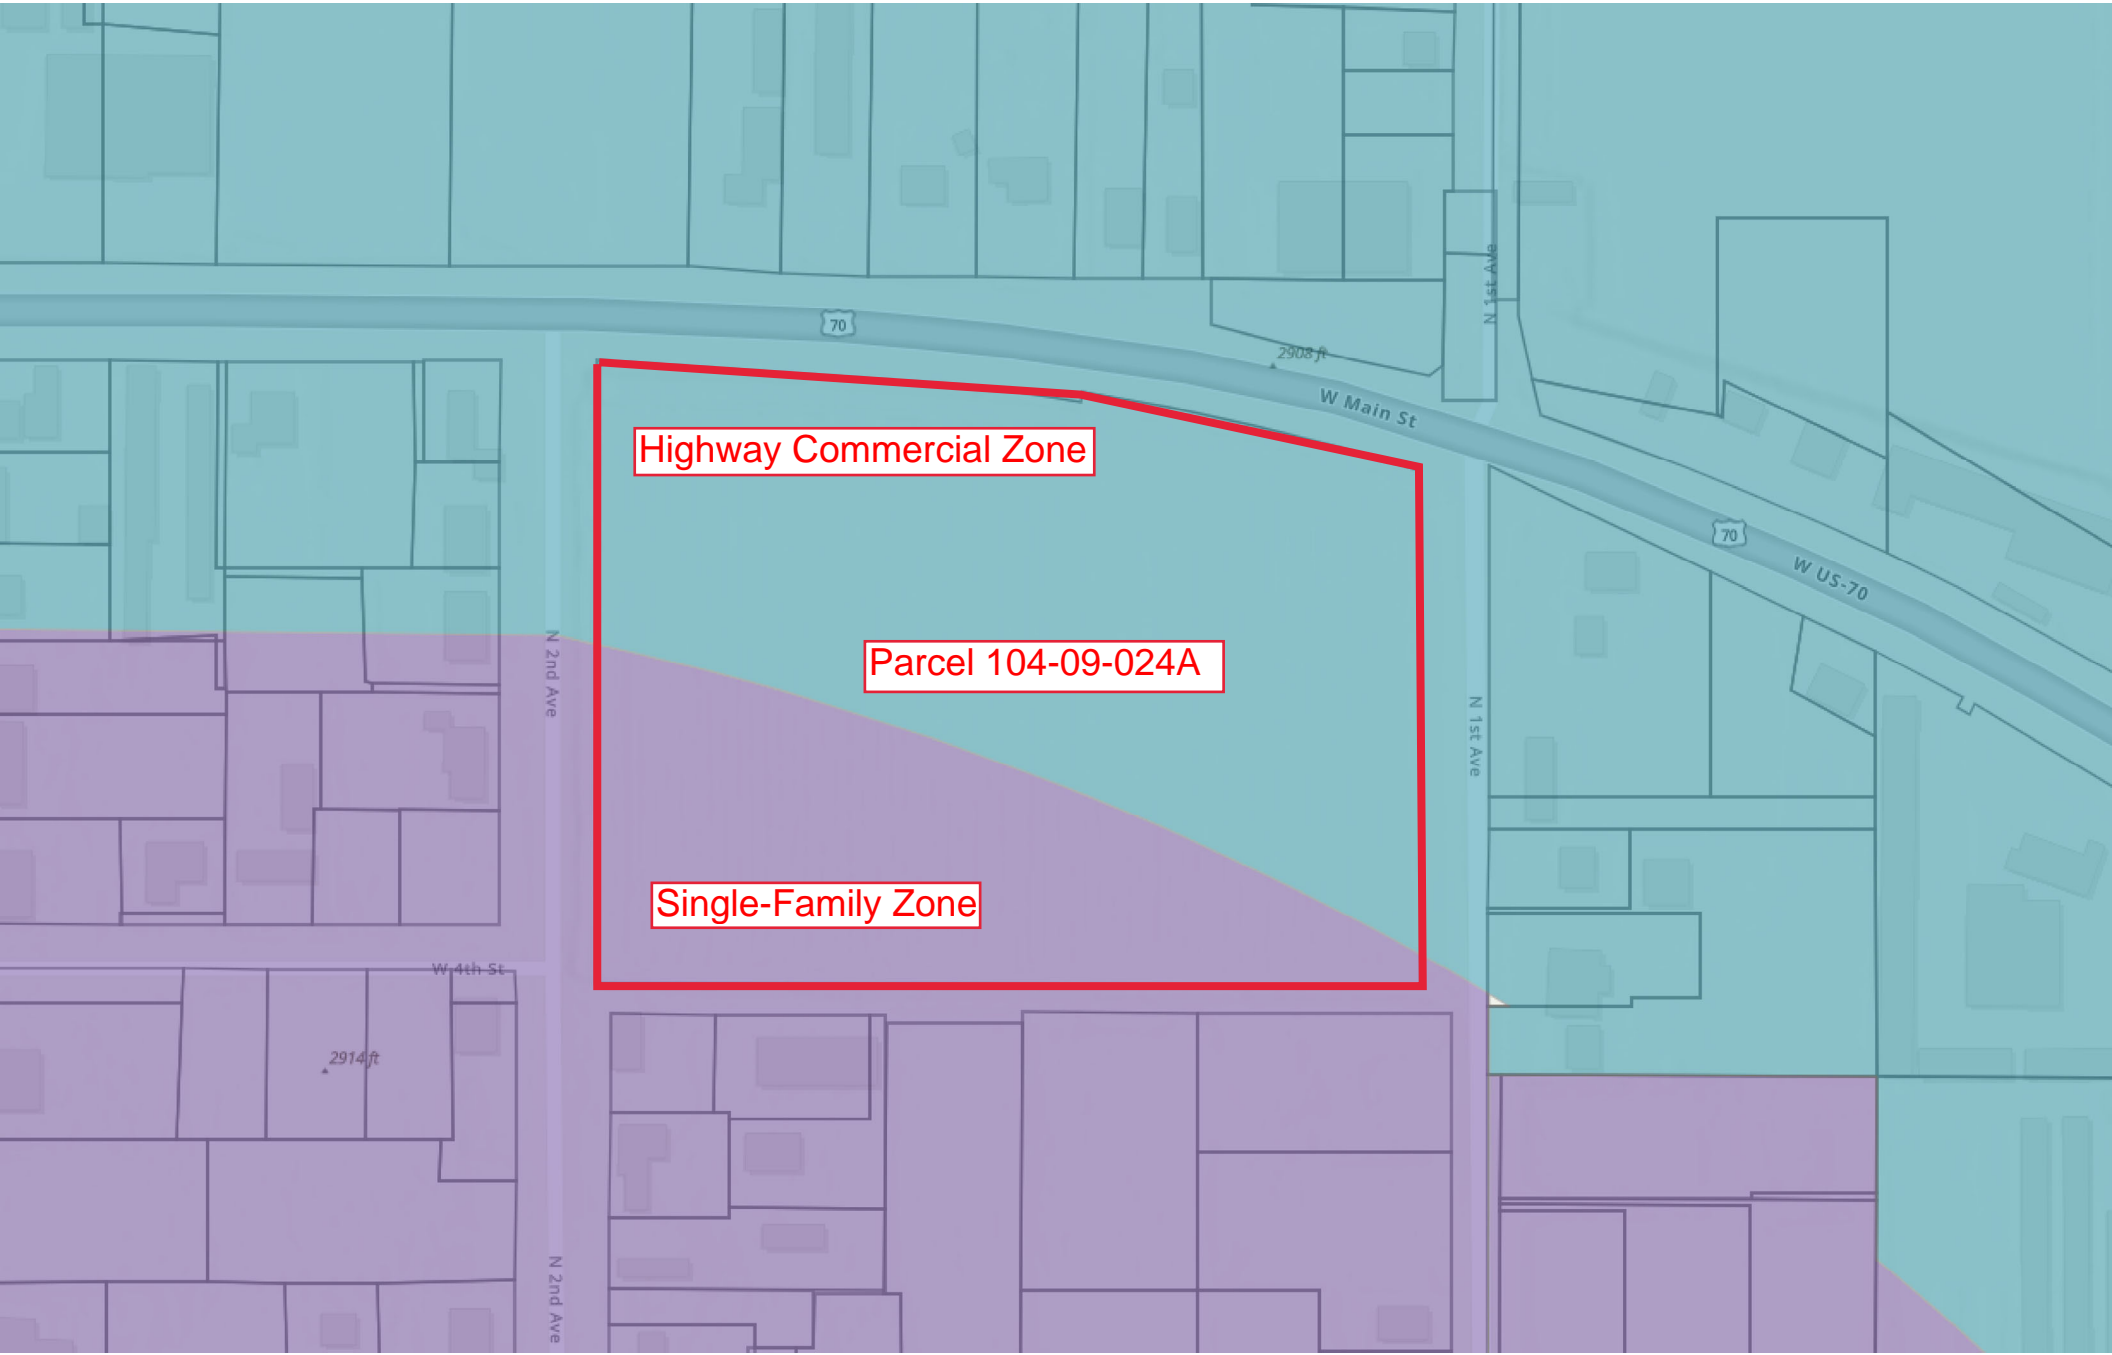 N 1st Ave
70
2908 ft
W Main St
Highway Commercial Zone
70
W US-70
N 2nd Ave
Parcel 104-09-024A
N 1st Ave
Single-Family Zone
W 4th St
2914 ft
N 2nd Ave